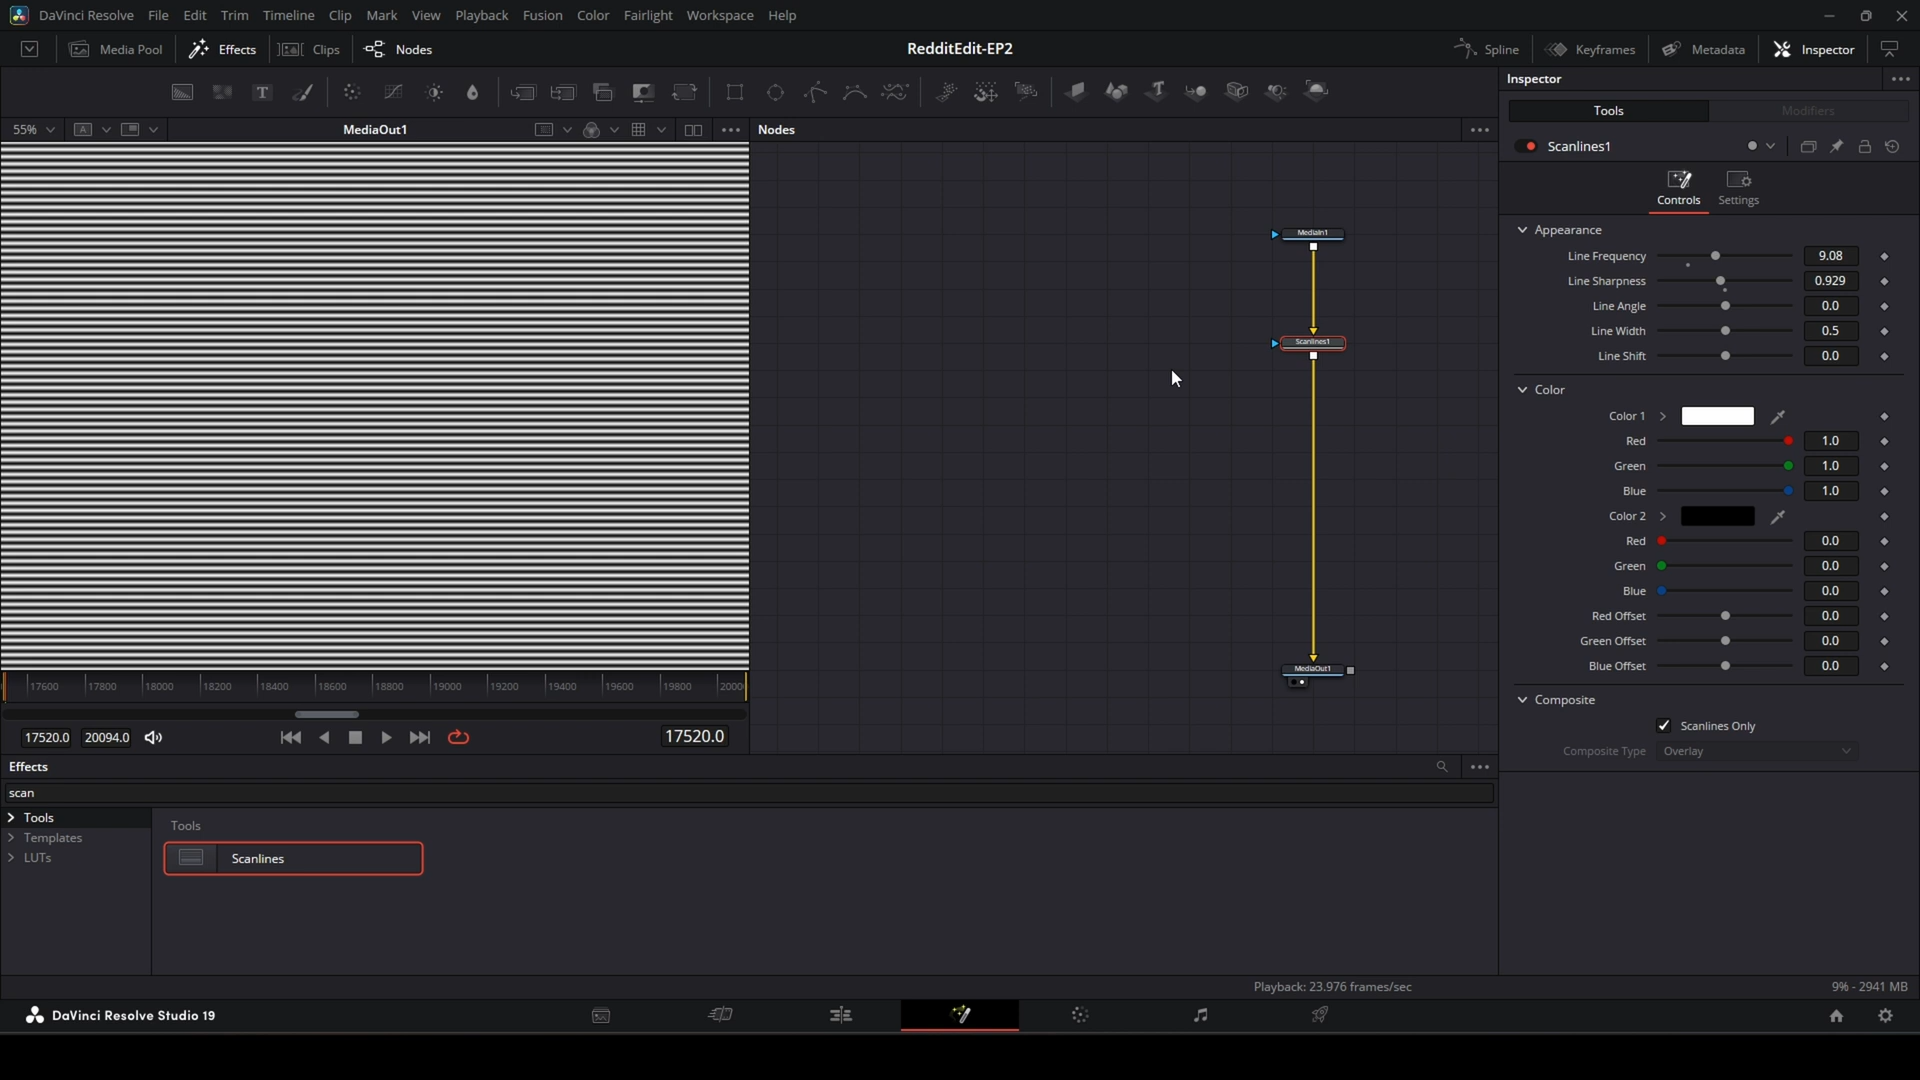 DaVinci Resolve File Edit Trim Timeline Clip Mark View Playback Fusion Color Fairlight Workspace Help
Media Pool Effects Clips Nodes RedditEdit-EP2 Spline Keyframes Metadata Inspector
Inspector
Tools Modifiers
55% A MediaOut1 Nodes
Scanlines1
Controls Settings
MediaIn1
Scanlines1
MediaOut1
Appearance
Line Frequency 9.08
Line Sharpness 0.929
Line Angle 0.0
Line Width 0.5
Line Shift 0.0
Color
Color 1
Red 1.0
Green 1.0
Blue 1.0
Color 2
Red 0.0
Green 0.0
Blue 0.0
Red Offset 0.0
Green Offset 0.0
Blue Offset 0.0
Composite
Scanlines Only
Composite Type Overlay
17600 17800 18000 18200 18400 18600 18800 19000 19200 19400 19600 19800 2000
17520.0 20094.0 17520.0
Effects
scan
Tools
Templates
LUTs
Tools
Scanlines
Playback: 23.976 frames/sec 9% - 2941 MB
DaVinci Resolve Studio 19